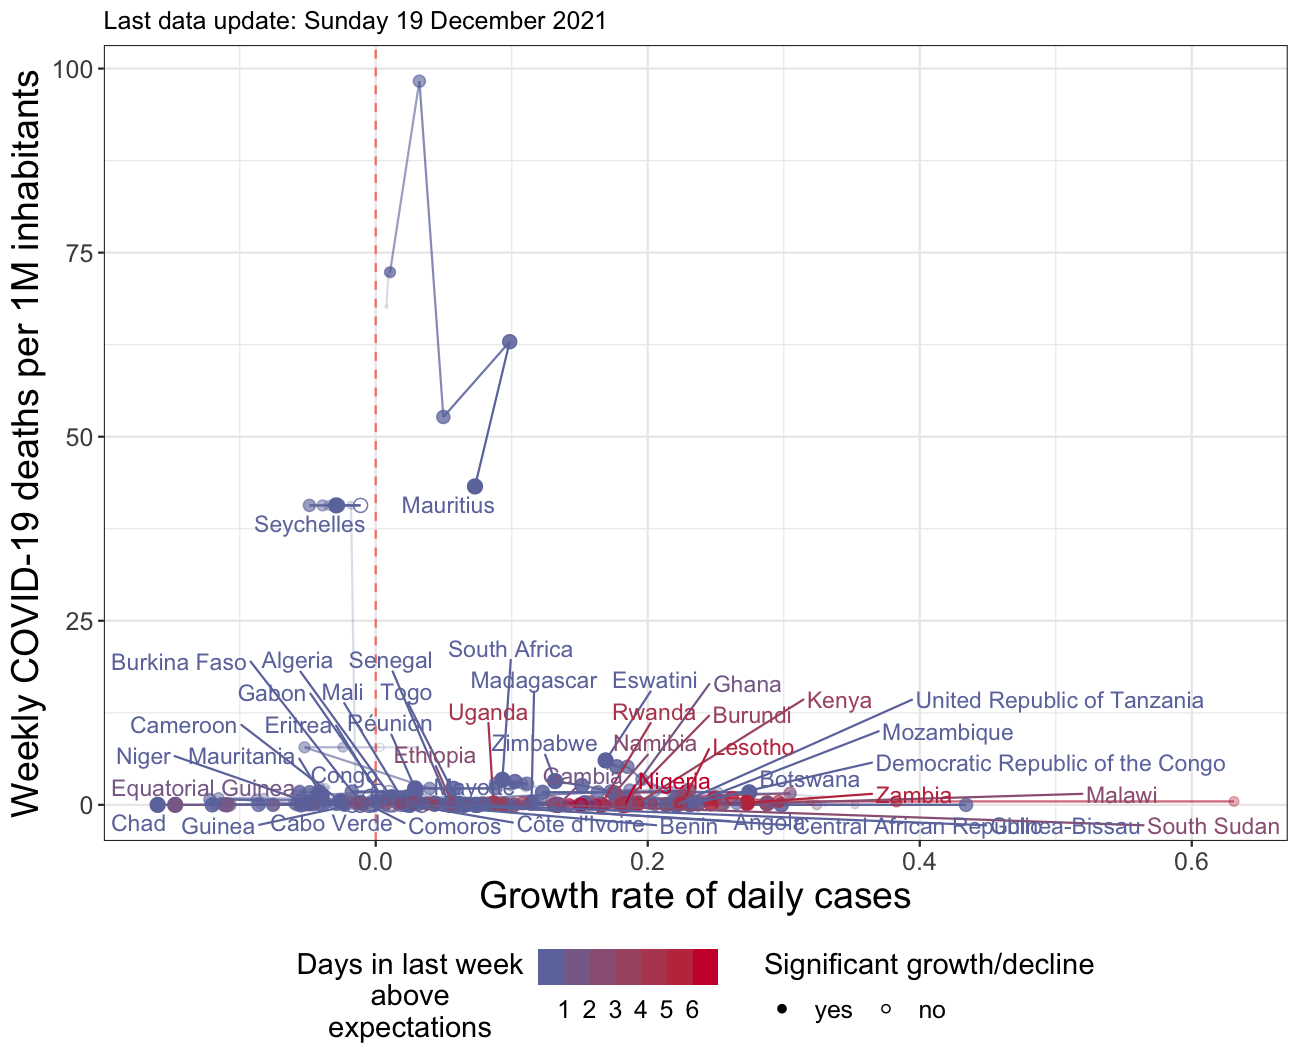 Last data update: Sunday 19 December 2021
Weekly COVID-19 deaths per 1M inhabitants
100
75
50
25
0
Mauritius
Seychelles
South Africa
Burkina Faso
Algeria
Senegal
Madagascar
Eswatini
Ghana
Gabon
Mali
Togo
Kenya
United Republic of Tanzania
Uganda
Rwanda
Burundi
Cameroon
Eritrea
Réunion
Mozambique
Zimbabwe
Namibia
Lesotho
Niger
Mauritania
Ethiopia
Democratic Republic of the Congo
Congo
Gambia
Nigeria
Botswana
Equatorial Guinea
Mayotte
Zambia
Malawi
Chad
Guinea
Cabo Verde
Comoros
Côte d'Ivoire
Benin
Angola
Central African Republic
Guinea-Bissau
South Sudan
0.0
0.2
0.4
0.6
Growth rate of daily cases
Days in last week
above
expectations
1 2 3 4 5 6
Significant growth/decline
yes
no